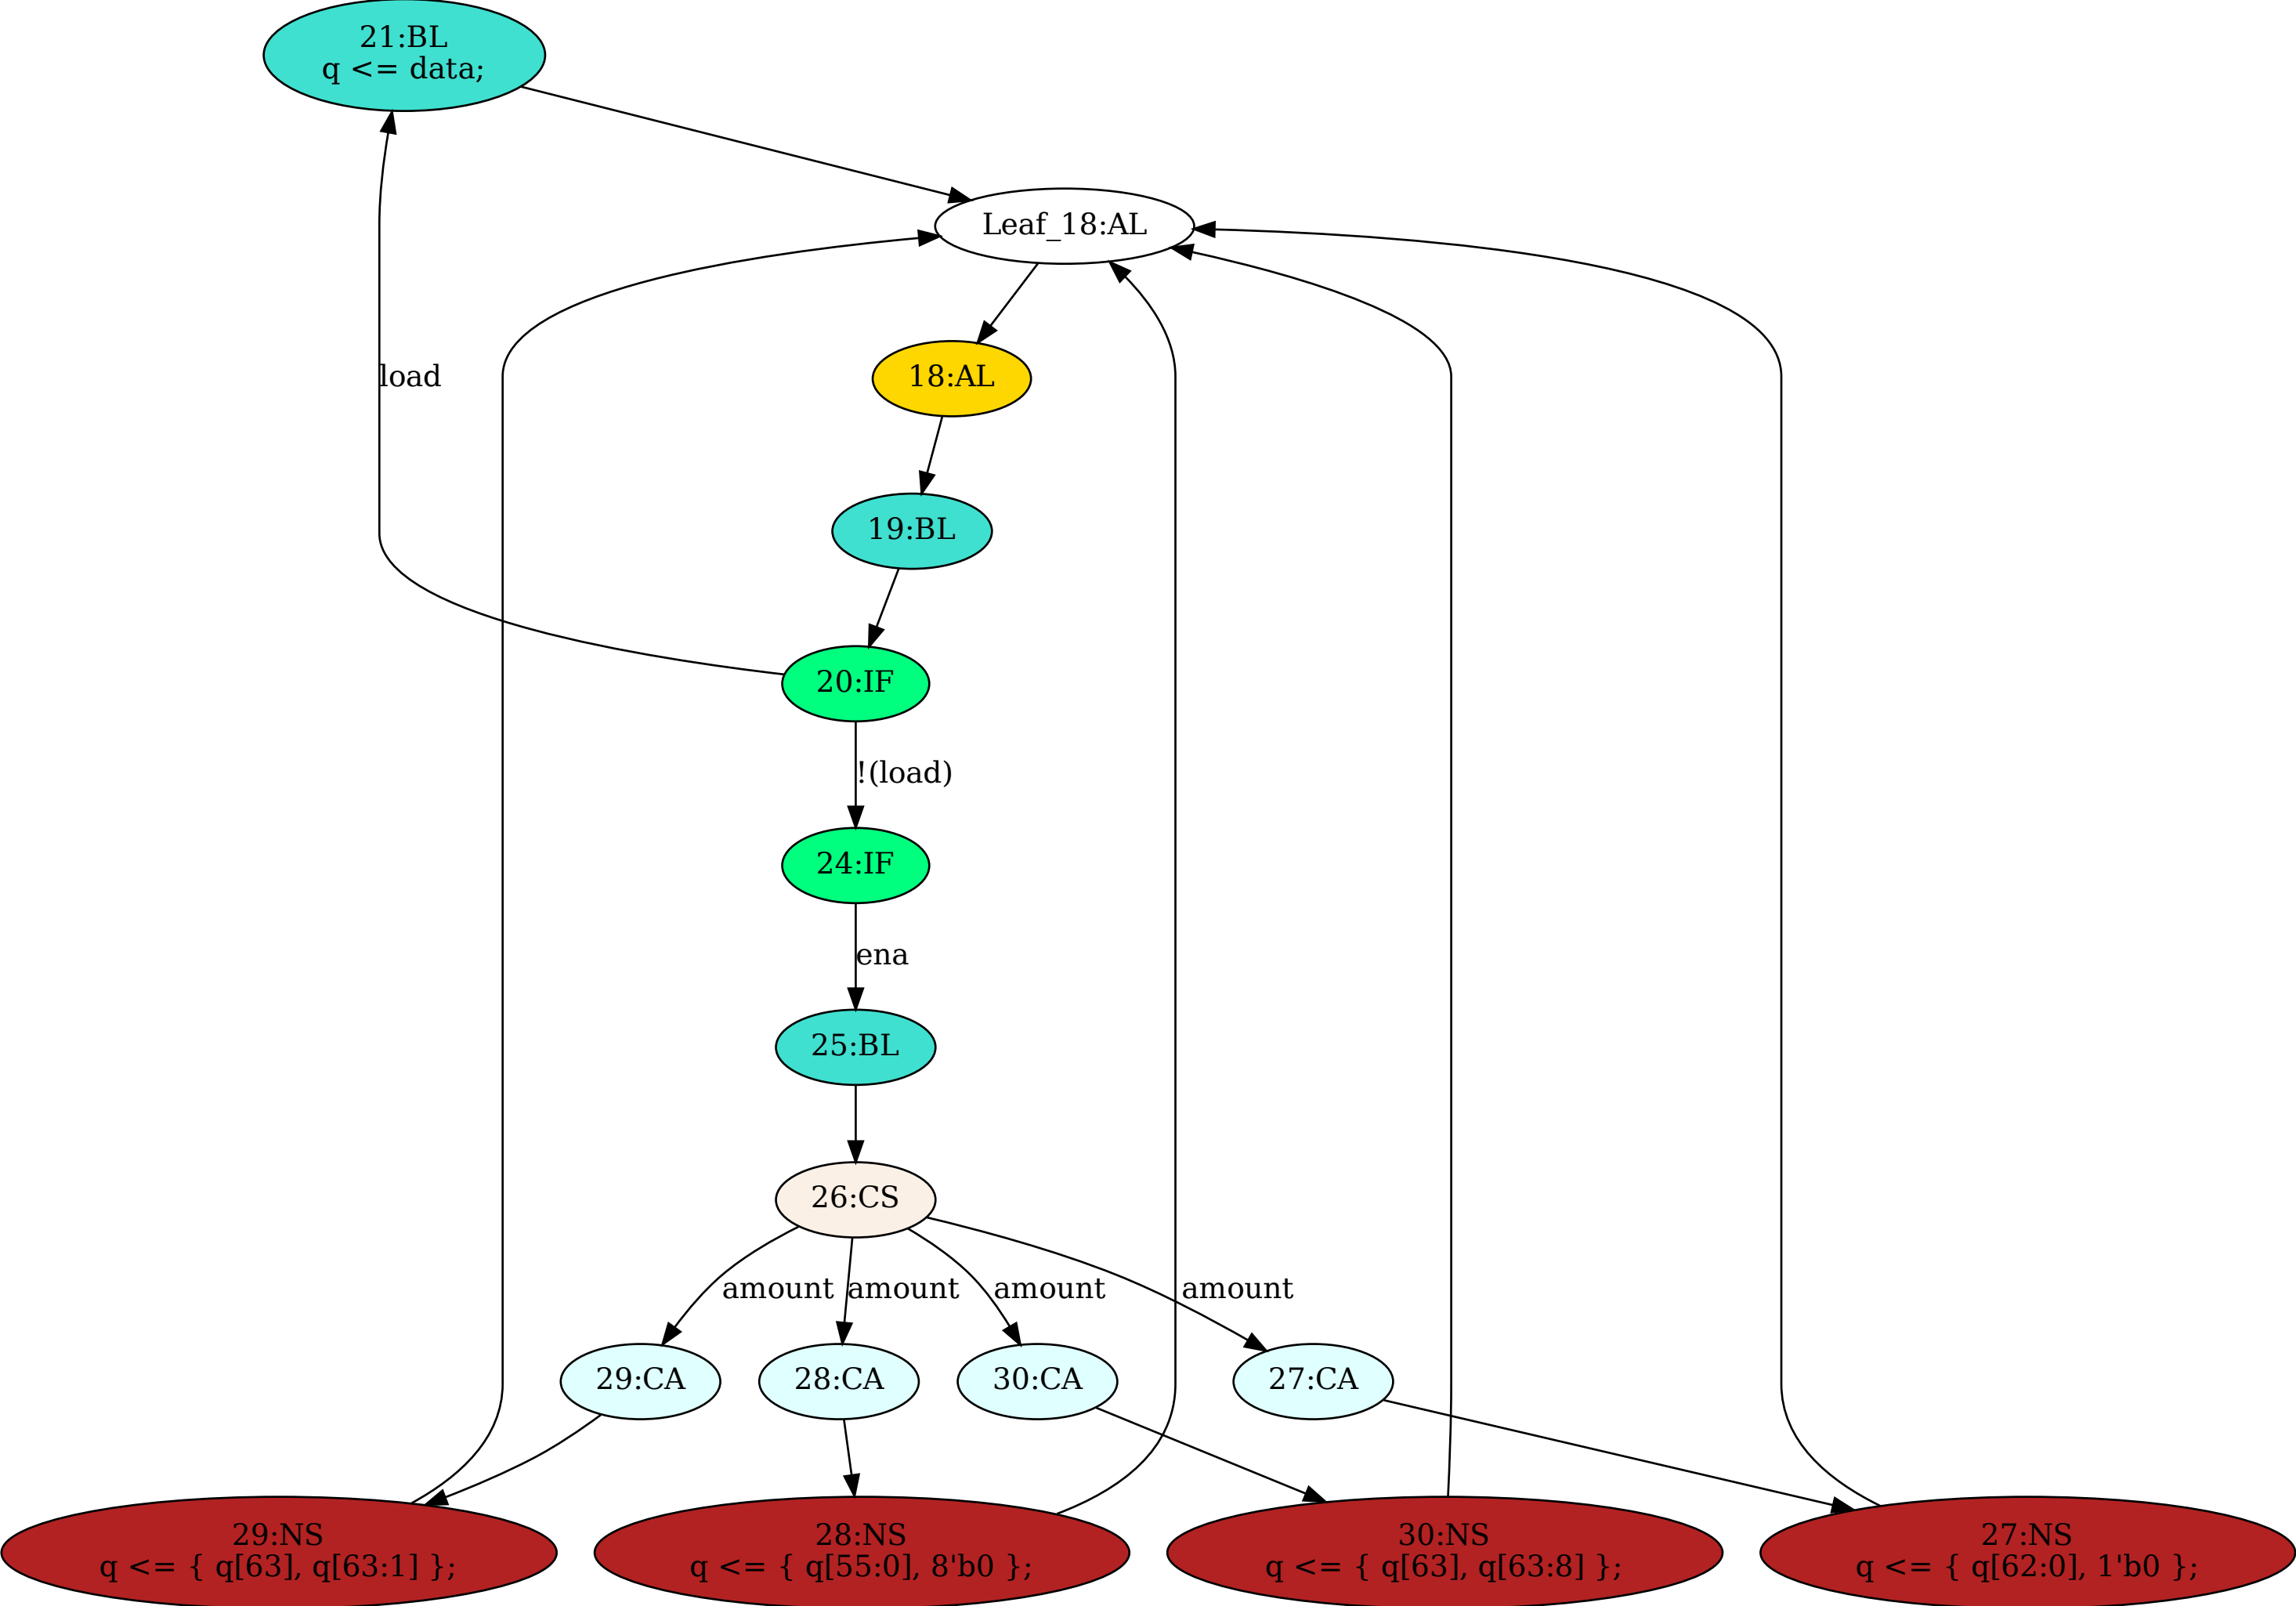 21:BL
q <= data;
Leaf_18:AL
load
18:AL
19:BL
20:IF
!(load)
24:IF
ena
25:BL
26:CS
amount
amount
amount
amount
29:CA
28:CA
30:CA
27:CA
29:NS
q <= { q[63], q[63:1] };
28:NS
q <= { q[55:0], 8'b0 };
30:NS
q <= { q[63], q[63:8] };
27:NS
q <= { q[62:0], 1'b0 };